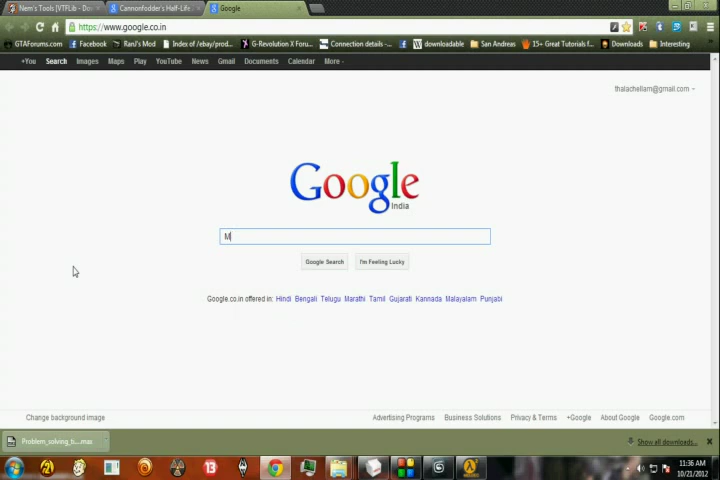 Nem's Tools [VTFLib - Do
Cannonfodder's Half-Life
Google
https://www.google.co.in
GTAForums.com Facebook RanJ's Mod Index of /ebay/prod... G-Revolution X Foru... Connection details -... downloadable San Andreas 15+ Great Tutorials f... Downloads Interesting
+You Search Images Maps Play YouTube News Gmail Documents Calendar More
thalachellam@gmail.com
Google
India
M
Google Search I'm Feeling Lucky
Google.co.in offered in: Hindi Bengali Telugu Marathi Tamil Gujarati Kannada Malayalam Punjabi
Change background image Advertising Programs Business Solutions Privacy & Terms +Google About Google Google.com
Problem_solving_ti....max Show all downloads...
13
11:36 AM
10/21/2012